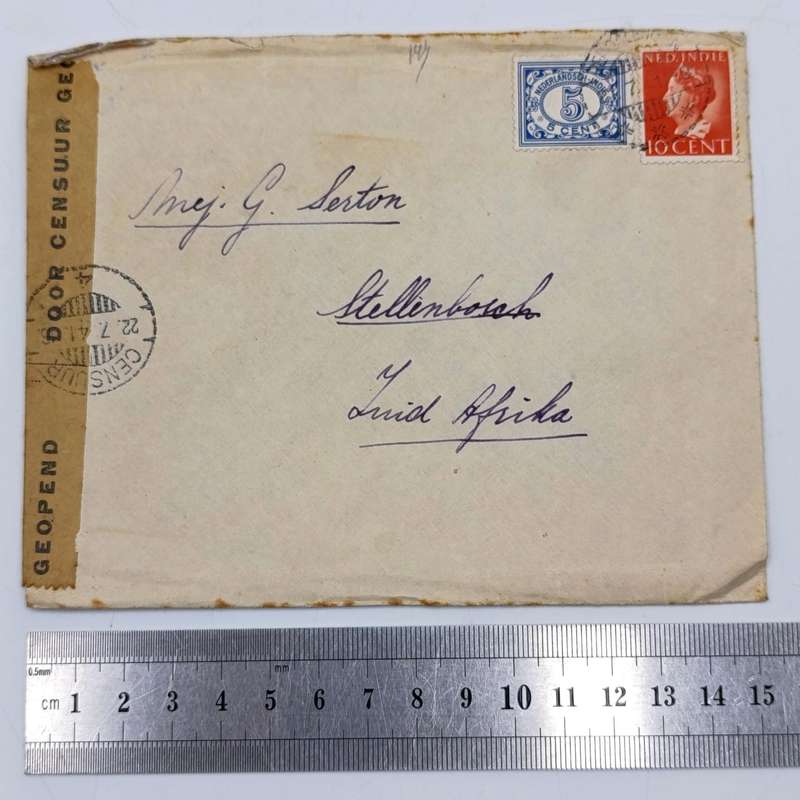 NEDERLANDSCH-INDIË
5
5 CENT
NED. INDIE
10 CENT
Mej. G. Serton
Stellenbosch
Zuid Afrika
GEOPEND DOOR CENSUUR GEO
22.7.41
CENSUUR
0.5mm
mm
cm 1 2 3 4 5 6 7 8 9 10 11 12 13 14 15